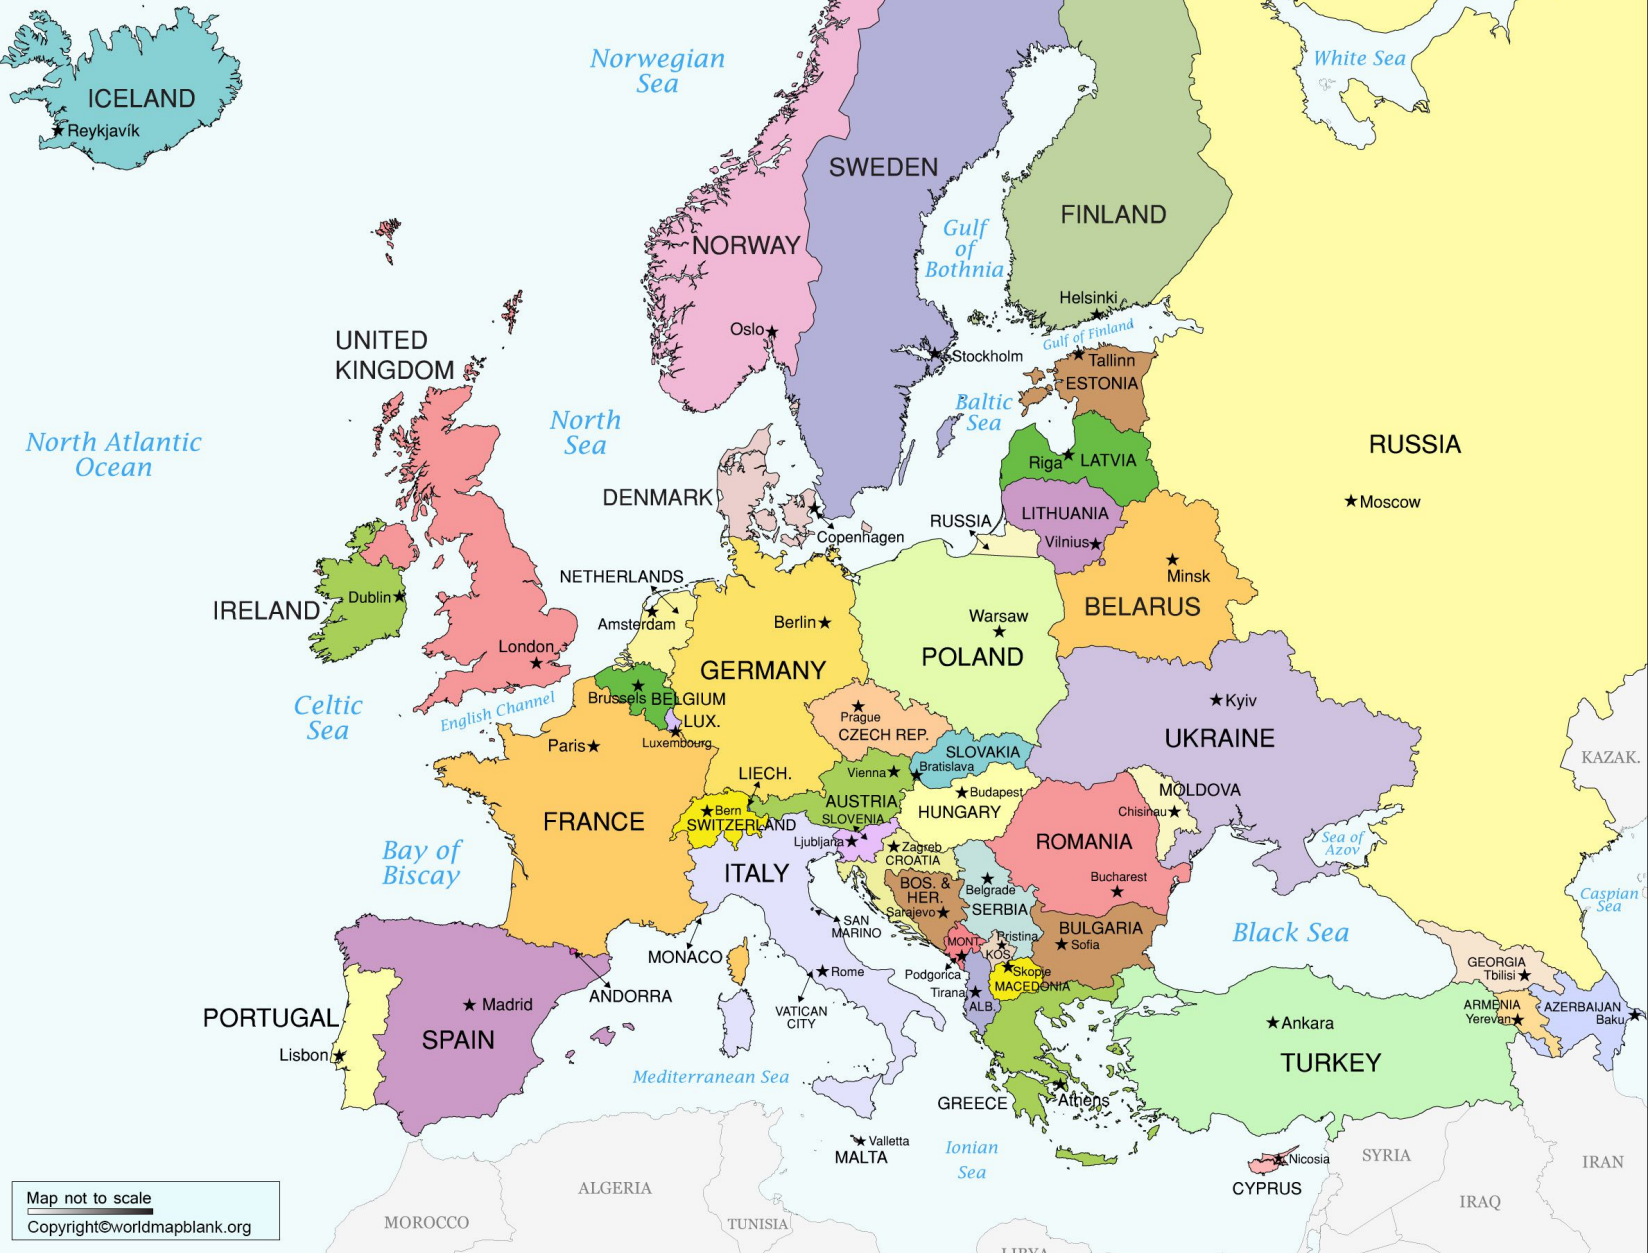 Norwegian
Sea
White Sea
ICELAND
Reykjavík
SWEDEN
FINLAND
NORWAY
Gulf
of
Bothnia
Helsinki
Oslo
Gulf of Finland
UNITED
KINGDOM
Stockholm
Tallinn
ESTONIA
Baltic
Sea
North
Sea
North Atlantic
Ocean
RUSSIA
Riga
LATVIA
DENMARK
Moscow
LITHUANIA
RUSSIA
Copenhagen
Vilnius
Minsk
NETHERLANDS
Dublin
IRELAND
Amsterdam
Berlin
Warsaw
BELARUS
London
POLAND
GERMANY
Celtic
Sea
English Channel
Brussels
BELGIUM
Kyiv
LUX.
Prague
CZECH REP.
Luxembourg
Paris
UKRAINE
SLOVAKIA
KAZAK.
Vienna
Bratislava
LIECH.
Budapest
MOLDOVA
AUSTRIA
HUNGARY
Bern
SWITZERLAND
Chisinau
FRANCE
SLOVENIA
Ljubljana
Zagreb
CROATIA
ROMANIA
Sea of
Azov
Bay of
Biscay
ITALY
BOS. &
HER.
Belgrade
Bucharest
Sarajevo
SERBIA
Caspian
Sea
SAN
MARINO
BULGARIA
Sofia
Black Sea
MONT.
Pristina
KOS.
MONACO
Podgorica
Skopje
MACEDONIA
GEORGIA
Tbilisi
Rome
Tirana
ALB.
ANDORRA
Madrid
VATICAN
CITY
PORTUGAL
SPAIN
Lisbon
ARMENIA
Yerevan
AZERBAIJAN
Baku
Ankara
TURKEY
Mediterranean Sea
GREECE
Athens
Valletta
MALTA
Ionian
Sea
Nicosia
CYPRUS
SYRIA
IRAN
IRAQ
ALGERIA
MOROCCO
TUNISIA
LIBYA
Map not to scale
Copyright©worldmapblank.org